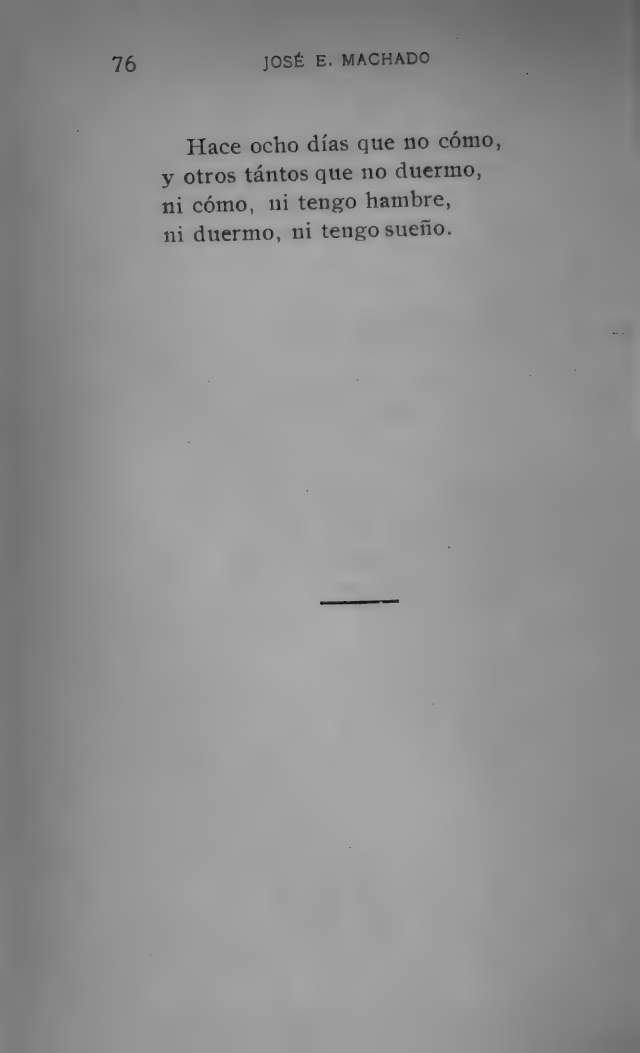 76 JOSÉ E. MACHADO
Hace ocho días que no cómo,
y otros tántos que no duermo,
ni cómo, ni tengo hambre,
ni duermo, ni tengo sueño.